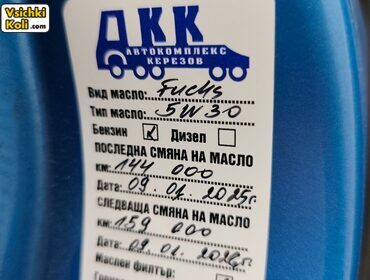 Vsichki
Koli .com
КК
АВТОКОМПЛЕКС
КЕРЕЗОВ
Вид масло: Fuchs
Тип масло: 5W30
Бензин ✓ Дизел
ПОСЛЕДНА СМЯНА НА МАСЛО
км: 144 000
Дата: 09.01.2025г
СЛЕДВАЩА СМЯНА НА МАСЛО
км: 159 000
Дата: 09.01.2026г
Маслен филтър: